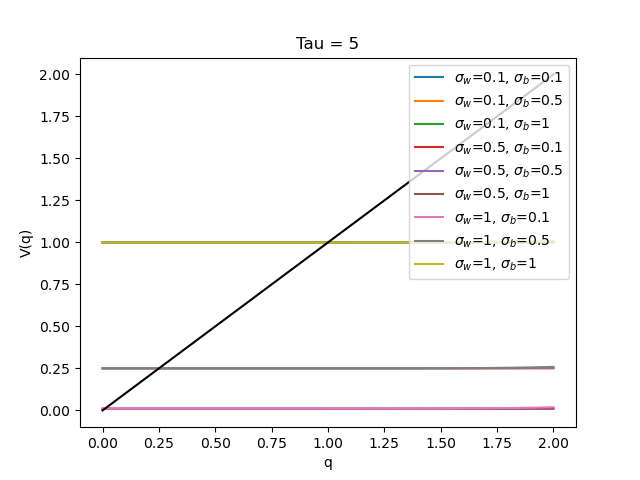 Tau = 5
σw=0.1, σb=0.1
σw=0.1, σb=0.5
σw=0.1, σb=1
σw=0.5, σb=0.1
σw=0.5, σb=0.5
σw=0.5, σb=1
σw=1, σb=0.1
σw=1, σb=0.5
σw=1, σb=1
V(q)
2.00
1.75
1.50
1.25
1.00
0.75
0.50
0.25
0.00
0.00 0.25 0.50 0.75 1.00 1.25 1.50 1.75 2.00
q